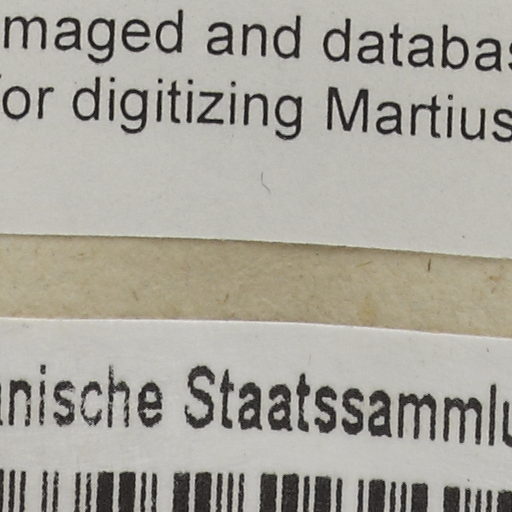 maged and databas
or digitizing Martius
nische Staatssammlu